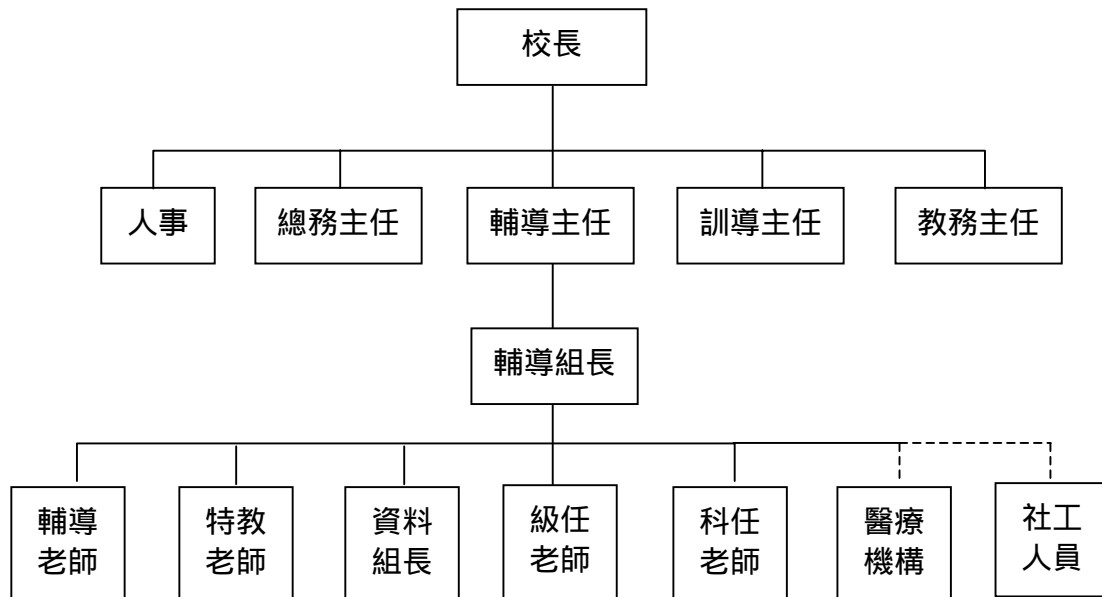 校長
人事
總務主任
輔導主任
訓導主任
教務主任
輔導組長
輔導
老師
特教
老師
資料
組長
級任
老師
科任
老師
醫療
機構
社工
人員